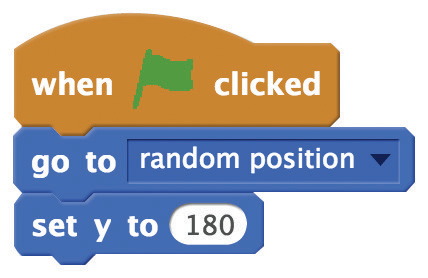 when clicked
go to random position
set y to 180